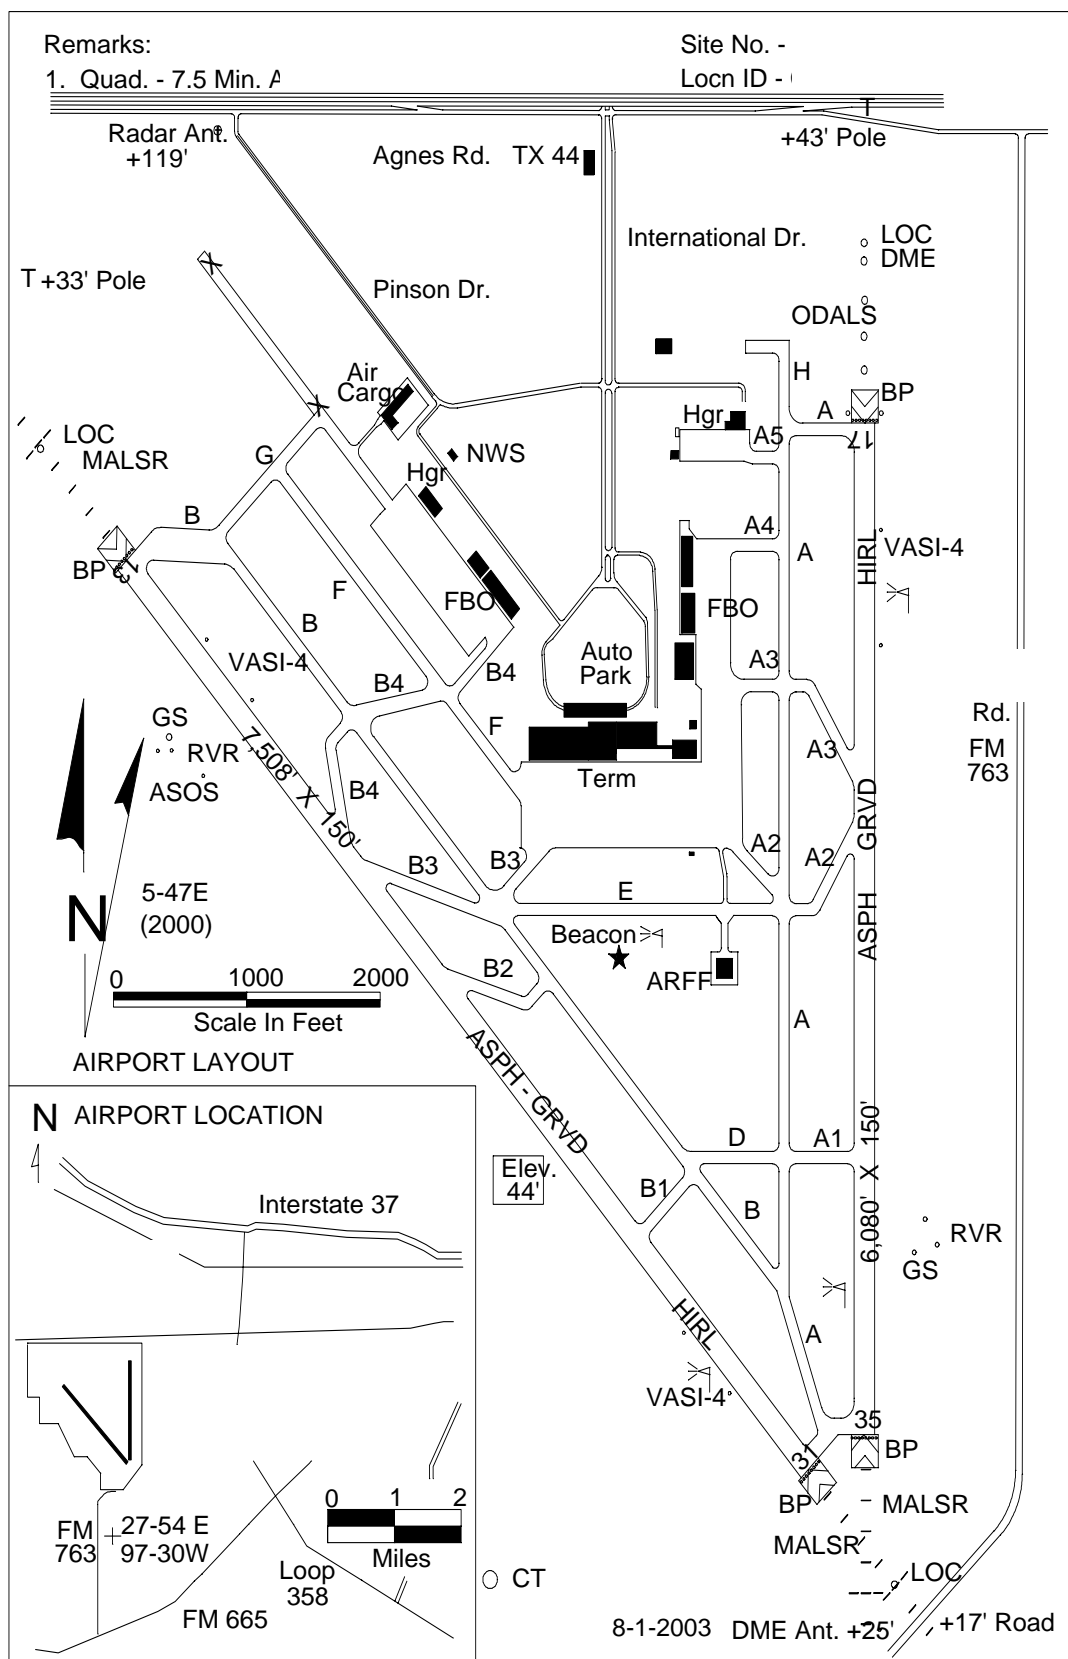 Remarks:
Site No. -
1. Quad. - 7.5 Min.
Locn ID -
T
Radar Ant.
+119'
Agnes Rd.
TX 44
+43' Pole
International Dr.
LOC
DME
T +33' Pole
X
Pinson Dr.
ODALS
Air
Cargo
H
BP
X
Hgr
A
A5
17
LOC
MALSR
G
NWS
Hgr
B
A4
A
HIRL
VASI-4
BP
13
F
FBO
FBO
B
VASI-4
Auto
Park
A3
B4
B4
GS
RVR
ASOS
F
Rd.
FM
763
A3
7,508' X 150'
Term
B4
GRVD
A2
A2
B3
B3
N
5-47E
(2000)
E
ASPH
Beacon
ARFF
B2
0 1000 2000
Scale In Feet
A
ASPH - GRVD
AIRPORT LAYOUT
N AIRPORT LOCATION
D
A1
6,080' X 150'
Elev.
44'
B1
B
Interstate 37
RVR
GS
HIRL
A
VASI-4
35
31
BP
BP
0 1 2
Miles
MALSR
MALSR
FM
763
27-54 E
97-30W
Loop
358
FM 665
CT
LOC
8-1-2003
DME Ant. +25'
+17' Road